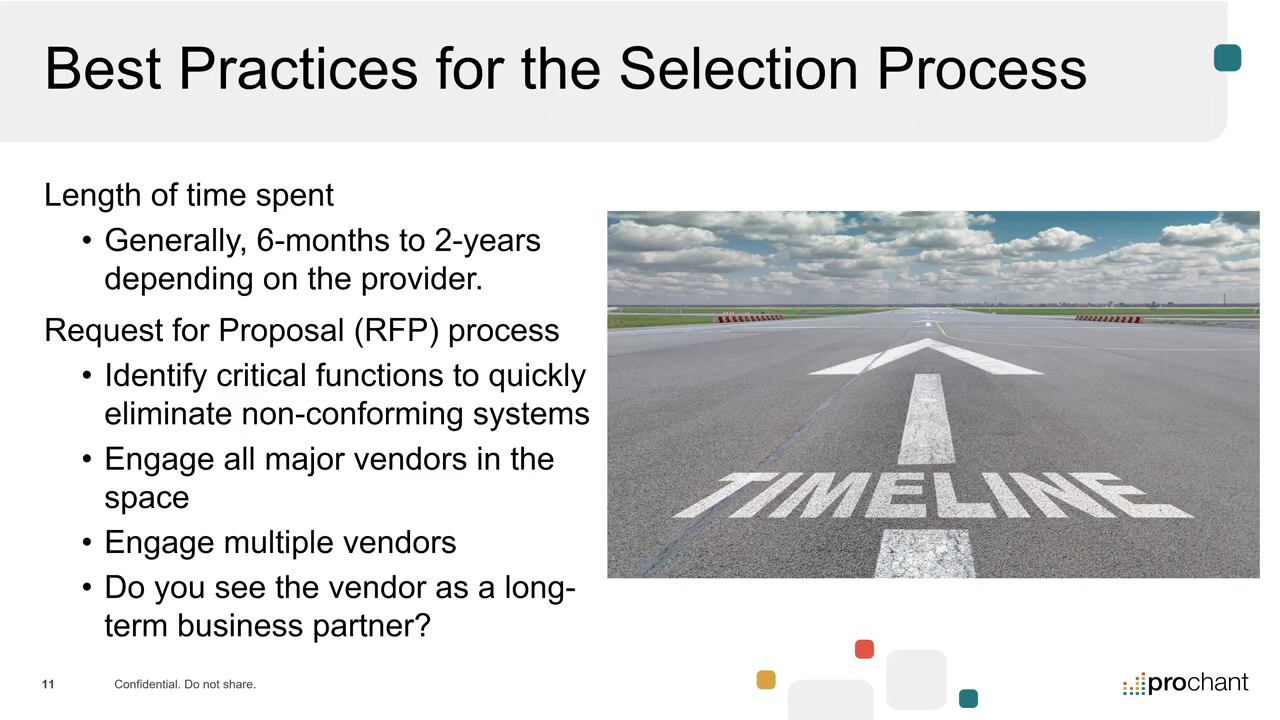 Best Practices for the Selection Process
Length of time spent
• Generally, 6-months to 2-years
depending on the provider.
Request for Proposal (RFP) process
• Identify critical functions to quickly
eliminate non-conforming systems
• Engage all major vendors in the
space
• Engage multiple vendors
• Do you see the vendor as a long-
term business partner?
TIMELINE
11 Confidential. Do not share.
prochant